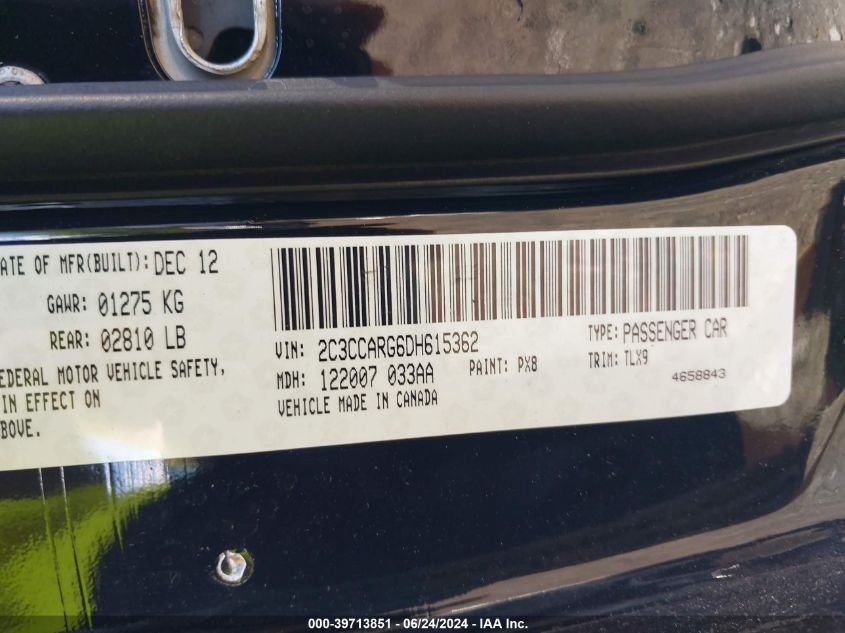 ATE OF MFR(BUILT): DEC 12
GAWR: 01275 KG
REAR: 02810 LB
EDERAL MOTOR VEHICLE SAFETY,
IN EFFECT ON
BOVE.
VIN: 2C3CCARG6DH615362
TYPE: PASSENGER CAR
MDH: 122007 033AA
PAINT: PX8
TRIM: TLX9
VEHICLE MADE IN CANADA
4658843
000-39713851 / 06/24/2024 - IAA, Inc.